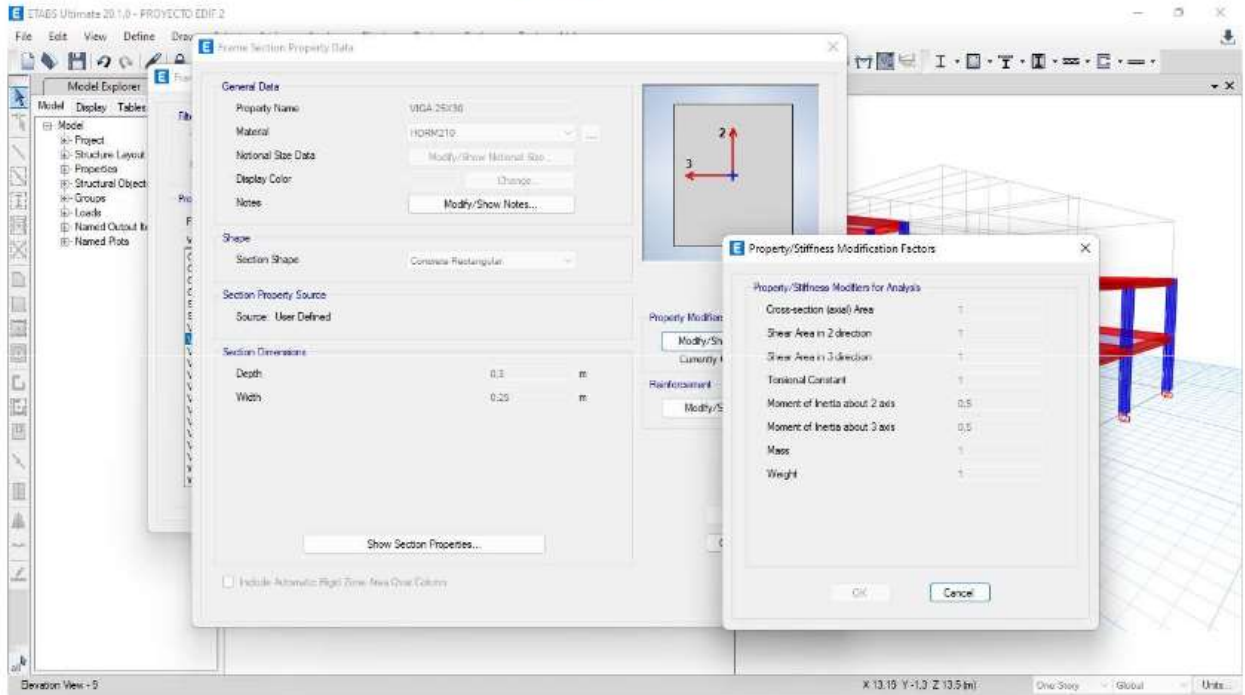 ETABS Ultimate 20.1.0 - PROYECTO EDIF 2
File Edit View Define Draw
Model Explorer
Model Display Tables
Model
Project
Structure Layout
Properties
Structural Object
Groups
Loads
Named Output It
Named Plots
Frame Section Property Data
General Data
Property Name VIGA 25X30
Material HORM210
Notional Size Data Modify/Show Notional Size...
Display Color Change...
Notes Modify/Show Notes...
Shape
Section Shape Concrete Rectangular
Section Property Source
Source: User Defined
Section Dimensions
Depth 0,3 m
Width 0,25 m
Show Section Properties...
Include Automatic Rigid Zone Area Over Column
2
3
Property Modifiers
Modify/Sh
Currently
Reinforcement
Modify/S
Property/Stiffness Modification Factors
Property/Stiffness Modifiers for Analysis
Cross-section (axial) Area 1
Shear Area in 2 direction 1
Shear Area in 3 direction 1
Torsional Constant 1
Moment of Inertia about 2 axis 0,5
Moment of Inertia about 3 axis 0,5
Mass 1
Weight 1
OK Cancel
all
Elevation View - 5 X 13.15 Y -1.3 Z 13.5 (m) One Story Global Units...